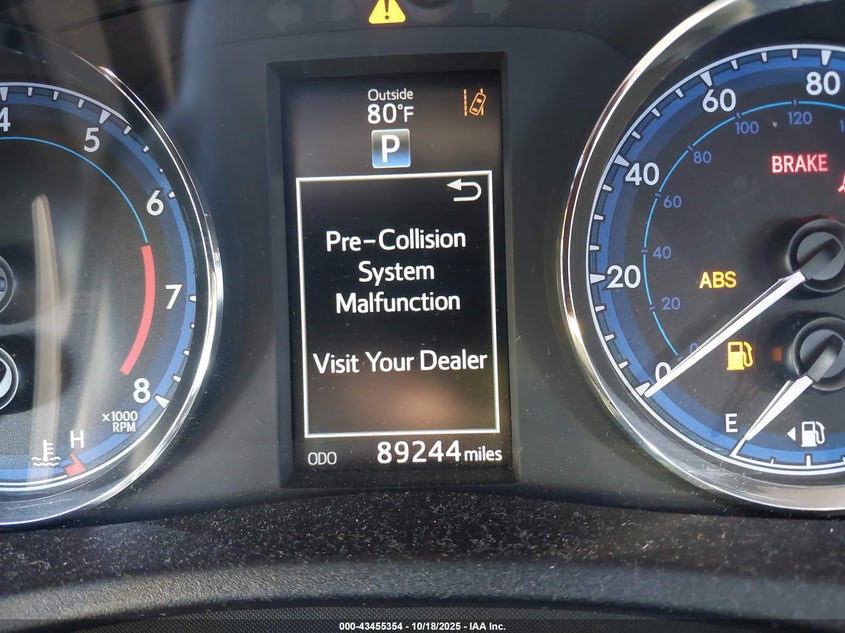 Outside
80°F
P
Pre-Collision
System
Malfunction
Visit Your Dealer
ODO 89244 miles
4
5
6
7
8
x1000
RPM
H
0
20
40
60
80
20
40
60
80
100
120
BRAKE
ABS
E
000-43455354 | 10/18/2025 - IAA Inc.